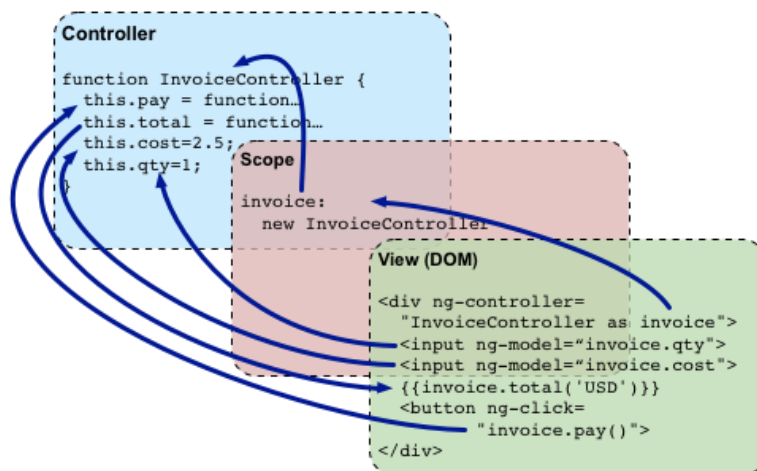 Controller
function InvoiceController {
this.pay = function…
this.total = function…
this.cost=2.5;
this.qty=1;
}
Scope
invoice:
new InvoiceController
View (DOM)
<div ng-controller=
"InvoiceController as invoice">
<input ng-model=“invoice.qty">
<input ng-model=“invoice.cost">
{{invoice.total('USD')}}
<button ng-click=
"invoice.pay()">
</div>